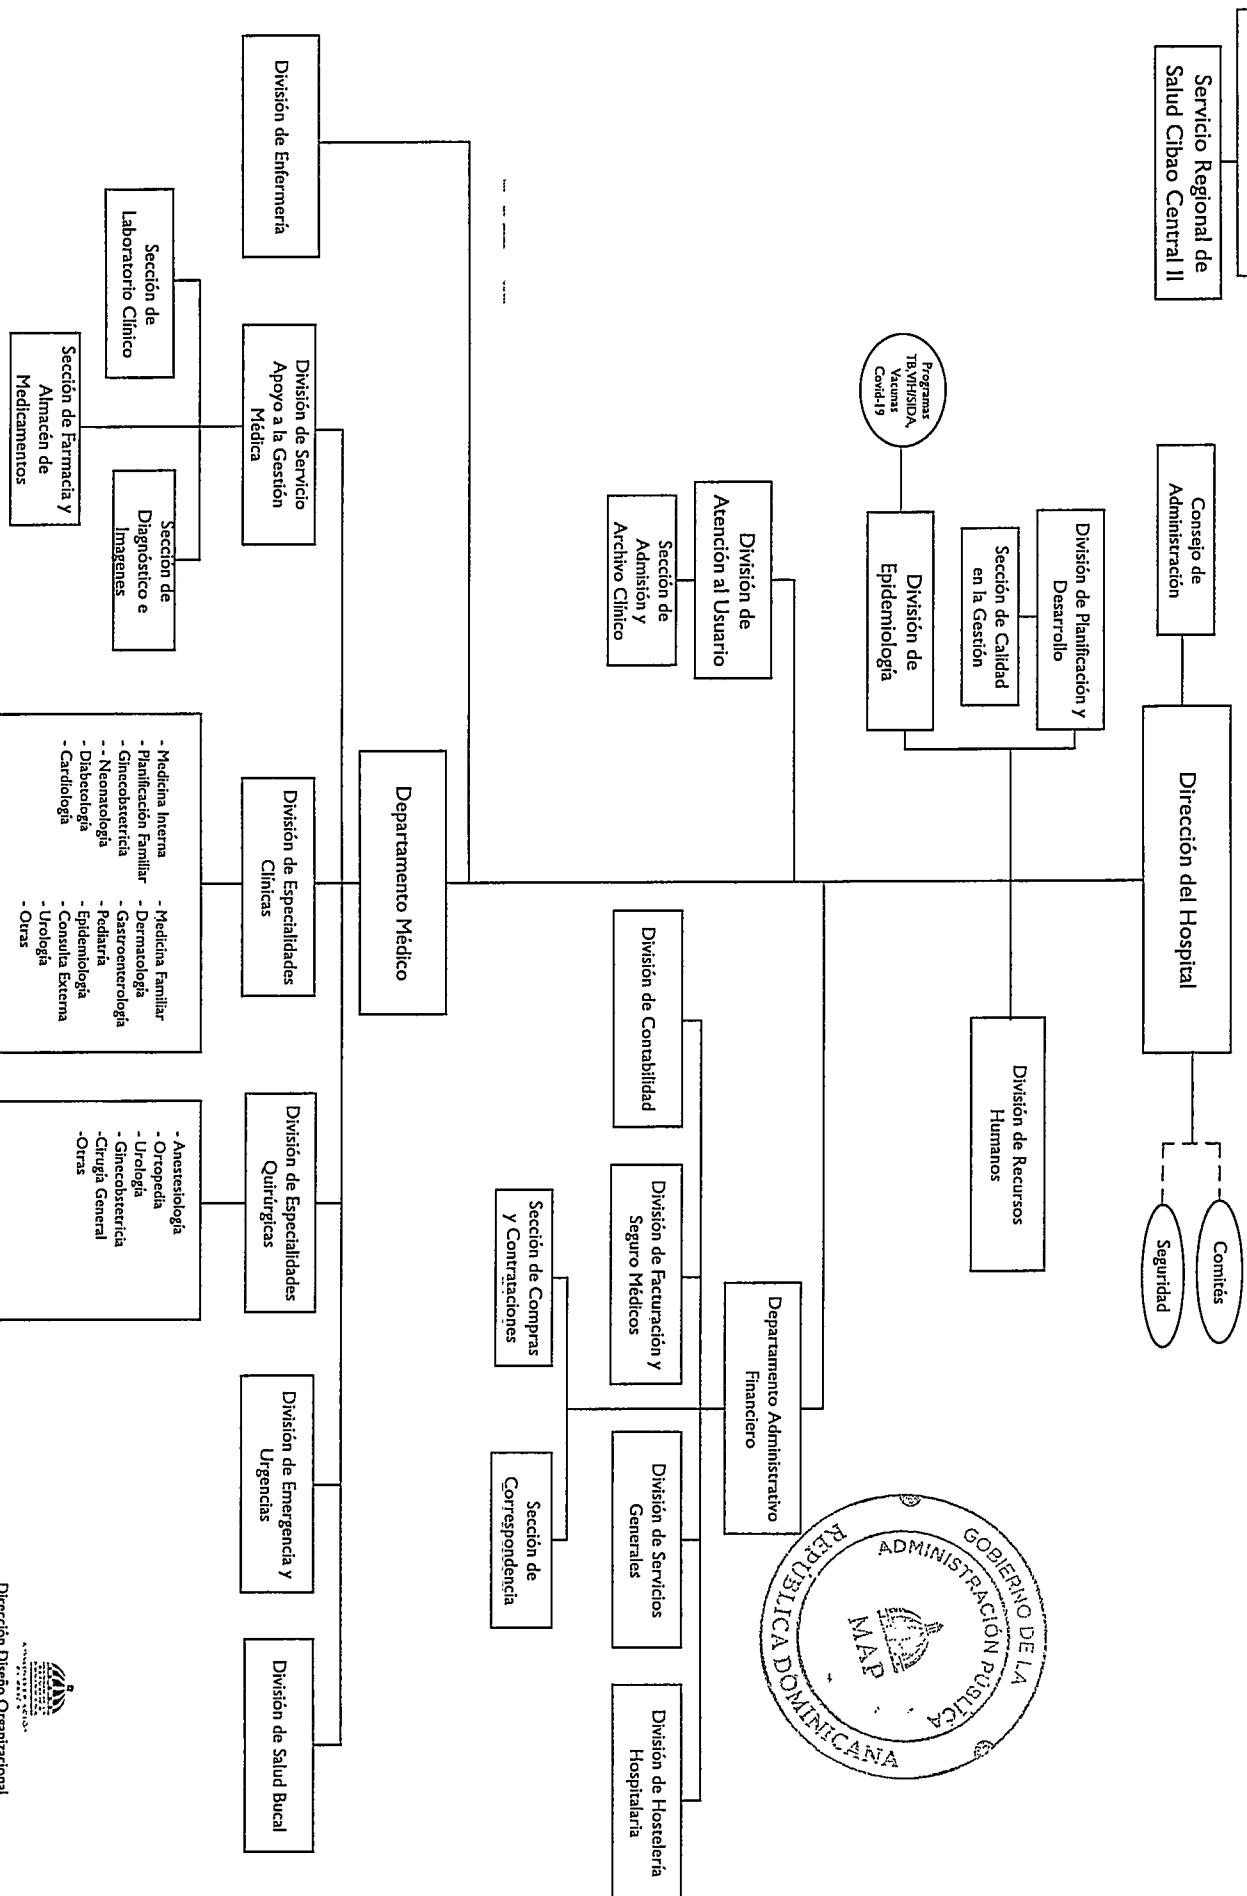 Servicio Regional de
Salud Cibao Central II
Consejo de
Administración
Dirección del Hospital
Comités
Seguridad
División de Planificación y
Desarrollo
Sección de Calidad
en la Gestión
División de Recursos
Humanos
Programas
TB,VIH/SIDA,
Vacunas
Covid-19
División de
Epidemiología
División de
Atención al Usuario
Sección de
Admisión y
Archivo Clínico
Departamento Administrativo
Financiero
GOBIERNO DE LA
REPÚBLICA DOMINICANA
ADMINISTRACIÓN PÚBLICA
MAP
División de Contabilidad
División de Facturación y
Seguro Médicos
División de Servicios
Generales
División de Hostelería
Hospitalaria
Sección de Compras
y Contrataciones
Sección de
Correspondencia
Departamento Médico
División de Enfermería
División de Servicio
Apoyo a la Gestión
Médica
División de Especialidades
Clínicas
División de Especialidades
Quirúrgicas
División de Emergencia y
Urgencias
División de Salud Bucal
Sección de
Laboratorio Clínico
Sección de
Diagnóstico e
Imagenes
Sección de Farmacia y
Almacén de
Medicamentos
- Medicina Interna
- Planificación Familiar
- Ginecobstetricia
- - Neonatología
- Diabetología
- Cardiología
- Medicina Familiar
- Dermatología
- Gastroenterología
- Pediatría
- Epidemiología
- Consulta Externa
- Urología
- Otras
- Anestesiología
- Ortopedia
- Urología
- Ginecobstetricia
-Cirugía General
-Otras
Dirección Diseño Organizacional